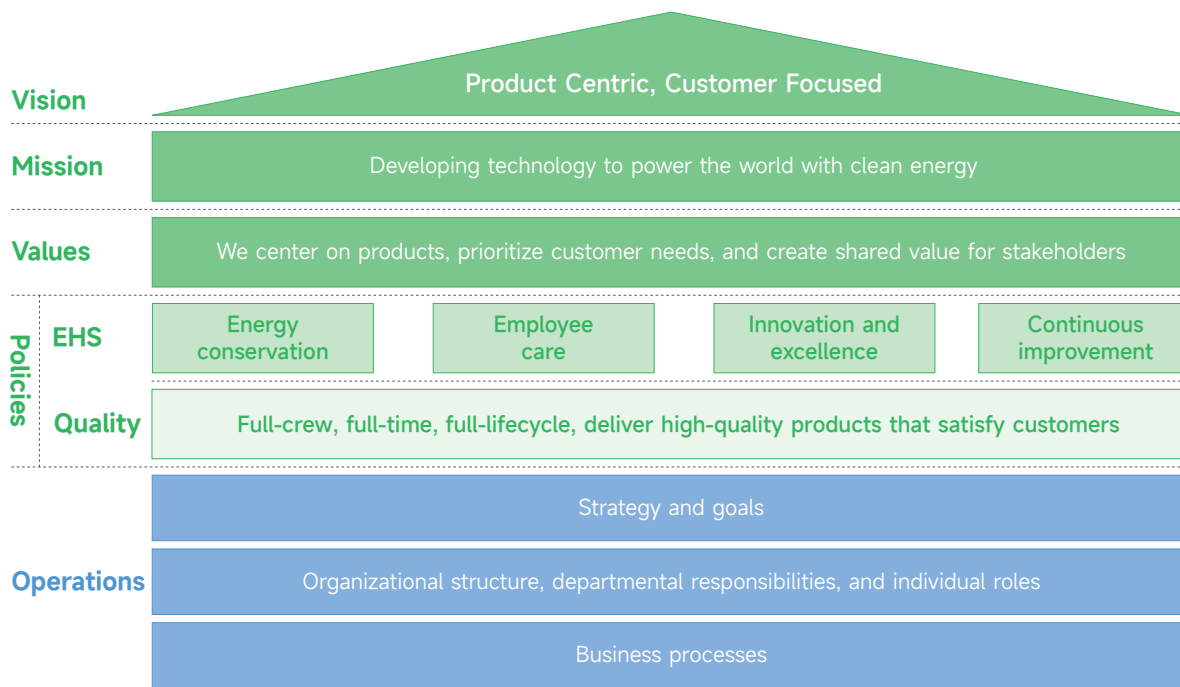 Product Centric, Customer Focused
Vision
Mission
Developing technology to power the world with clean energy
Values
We center on products, prioritize customer needs, and create shared value for stakeholders
Policies
EHS
Energy
conservation
Employee
care
Innovation and
excellence
Continuous
improvement
Quality
Full-crew, full-time, full-lifecycle, deliver high-quality products that satisfy customers
Operations
Strategy and goals
Organizational structure, departmental responsibilities, and individual roles
Business processes